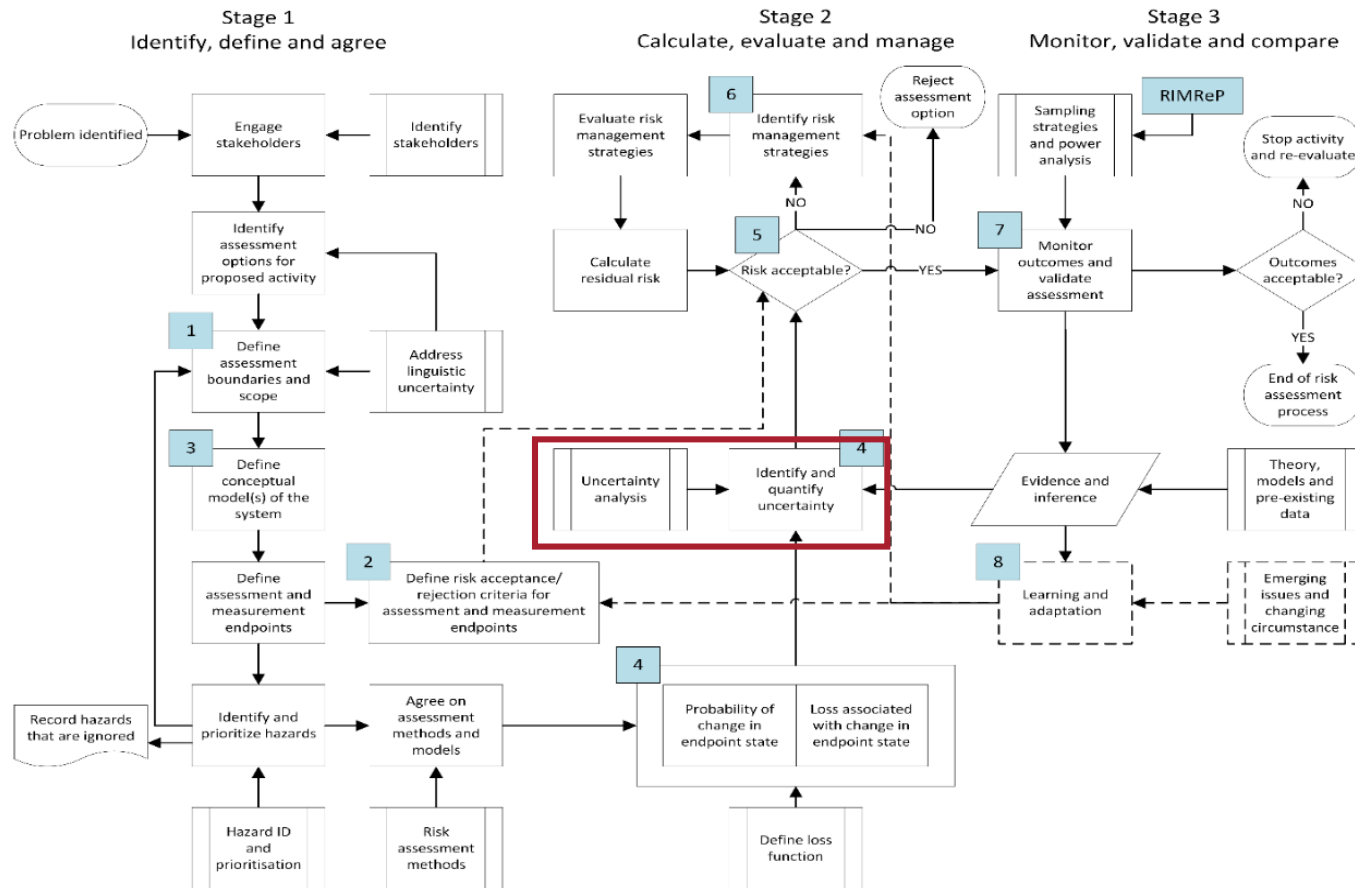 Stage 1
Identify, define and agree
Stage 2
Calculate, evaluate and manage
Stage 3
Monitor, validate and compare
Problem identified
Engage
stakeholders
Identify
stakeholders
Identify
assessment
options for
proposed activity
1
Define
assessment
boundaries and
scope
Address
linguistic
uncertainty
3
Define
conceptual
model(s) of the
system
Define
assessment and
measurement
endpoints
2
Define risk acceptance/
rejection criteria for
assessment and measurement
endpoints
Record hazards
that are ignored
Identify and
prioritize hazards
Agree on
assessment
methods and
models
Hazard ID
and
prioritisation
Risk
assessment
methods
Evaluate risk
management
strategies
6
Identify risk
management
strategies
Reject
assessment
option
NO
NO
Calculate
residual risk
5
Risk acceptable?
YES
Uncertainty
analysis
4
Identify and
quantify
uncertainty
4
Probability of
change in
endpoint state
Loss associated
with change in
endpoint state
Define loss
function
RIMReP
Sampling
strategies
and power
analysis
Stop activity
and re-evaluate
NO
7
Monitor
outcomes and
validate
assessment
Outcomes
acceptable?
YES
End of risk
assessment
process
Evidence and
inference
Theory,
models and
pre-existing
data
8
Learning and
adaptation
Emerging
issues and
changing
circumstance